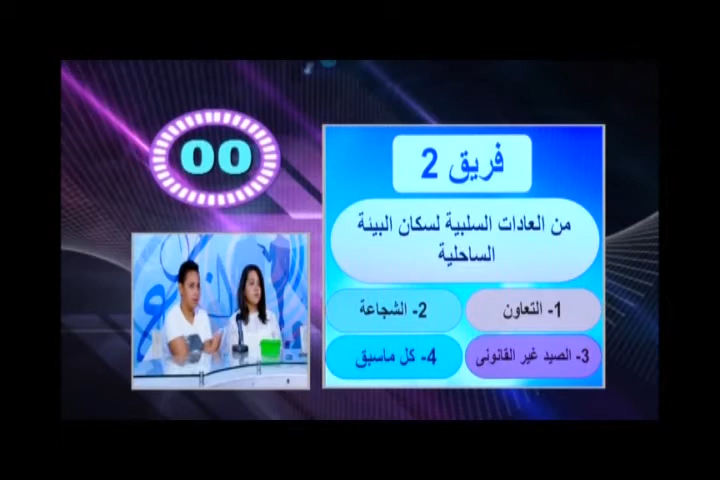 00
فريق 2
من العادات السلبية لسكان البيئة
الساحلية
1- التعاون
2- الشجاعة
3- الصيد غير القانونى
4- كل ماسبق